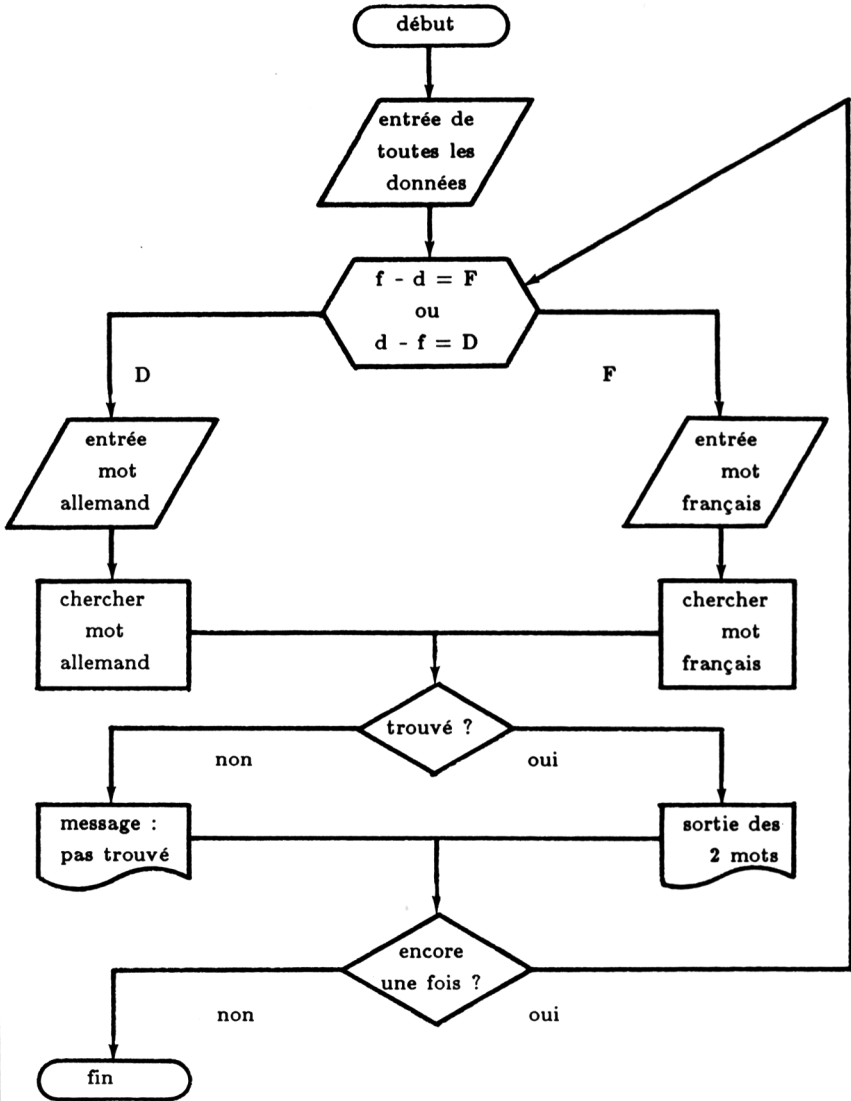 début
entrée de
toutes les
données
f - d = F
ou
d - f = D
D
F
entrée
mot
allemand
entrée
mot
français
chercher
mot
allemand
chercher
mot
français
trouvé ?
non
oui
message :
pas trouvé
sortie des
2 mots
encore
une fois ?
non
oui
fin